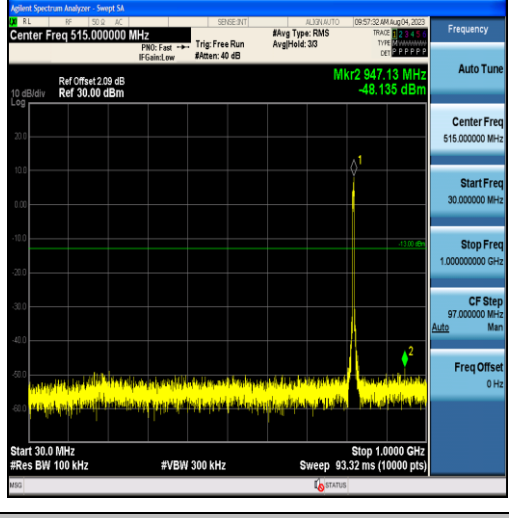 Agilent Spectrum Analyzer - Swept SA
RL RF 50 Ω AC SENSE:INT ALIGN AUTO 09:57:32 AM Aug 04, 2023
Center Freq 515.000000 MHz
PNO: Fast
IFGain:Low
Trig: Free Run
#Atten: 40 dB
#Avg Type: RMS
Avg|Hold: 3/3
TRACE 1 2 3 4 5 6
TYPE M
DET P P P P P P
Ref Offset 2.09 dB
Ref 30.00 dBm
10 dB/div
Log
Mkr2 947.13 MHz
-48.135 dBm
20.0
10.0
0.00
-10.0
-20.0
-30.0
-40.0
-50.0
-60.0
1
-13.00 dBm
2
Start 30.0 MHz
Stop 1.0000 GHz
#Res BW 100 kHz
#VBW 300 kHz
Sweep 93.32 ms (10000 pts)
MSG
STATUS
Frequency
Auto Tune
Center Freq
515.000000 MHz
Start Freq
30.000000 MHz
Stop Freq
1.000000000 GHz
CF Step
97.000000 MHz
Auto Man
Freq Offset
0 Hz